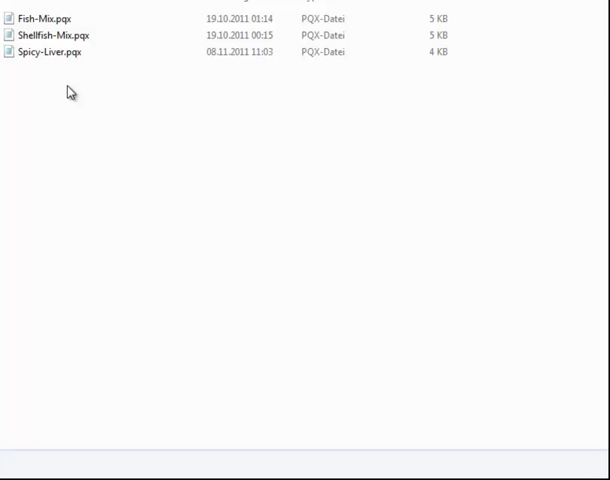 Fish-Mix.pqx 19.10.2011 01:14 PQX-Datei 5 KB
Shellfish-Mix.pqx 19.10.2011 00:15 PQX-Datei 5 KB
Spicy-Liver.pqx 08.11.2011 11:03 PQX-Datei 4 KB